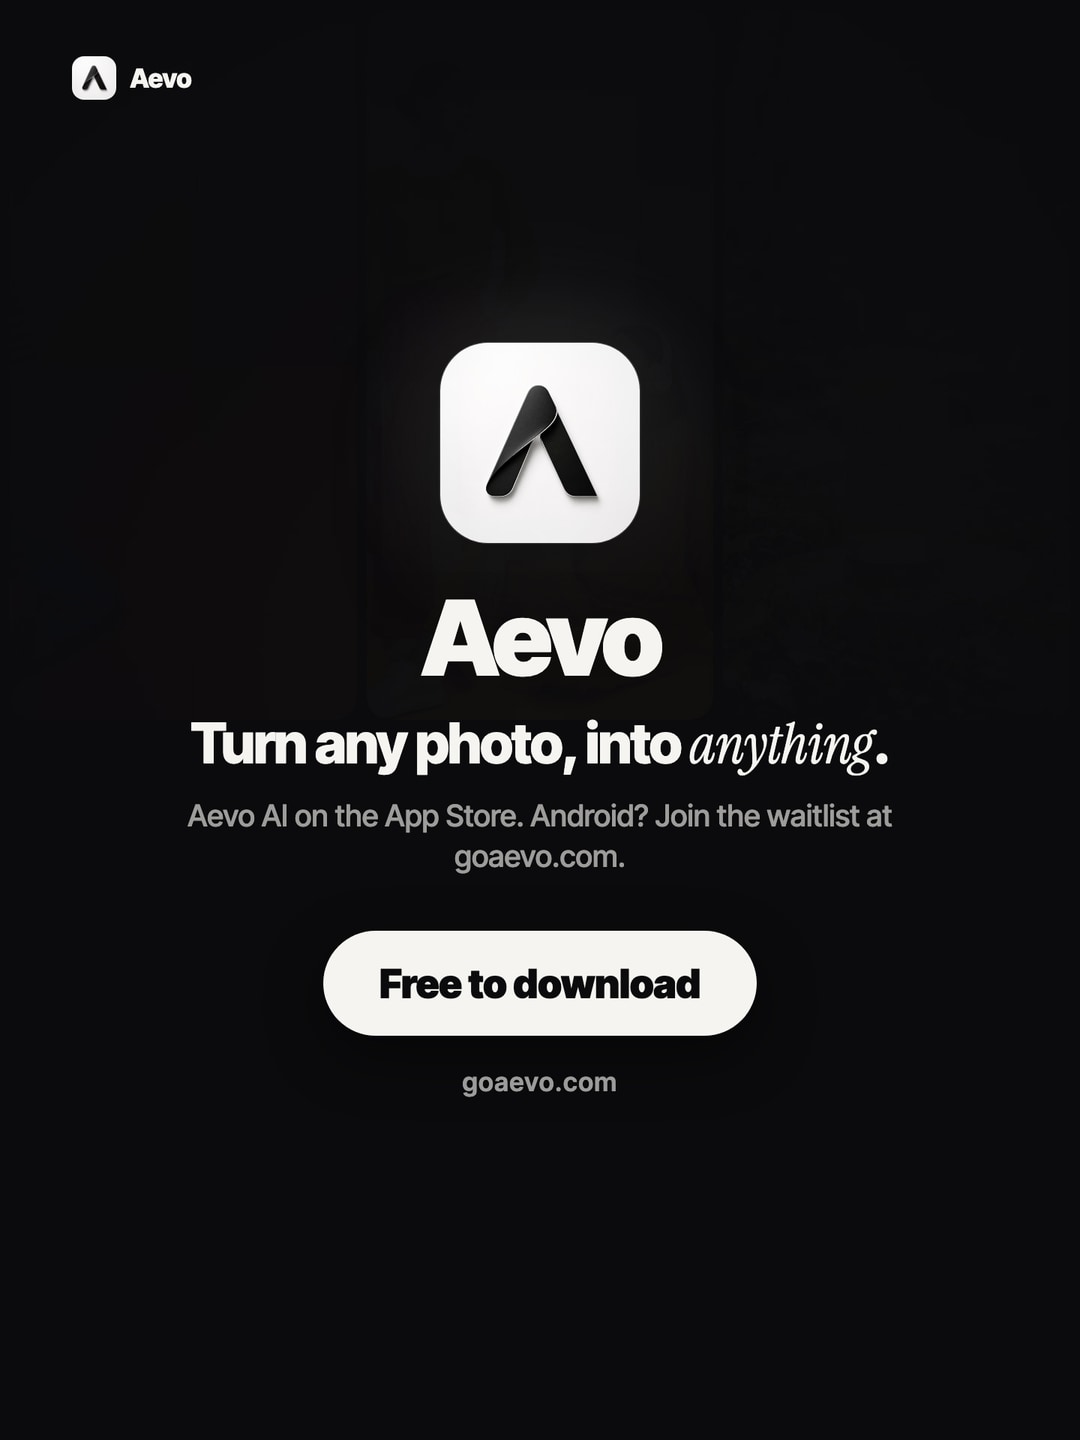 Aevo
Aevo
Turn any photo, into anything.
Aevo AI on the App Store. Android? Join the waitlist at
goaevo.com.
Free to download
goaevo.com